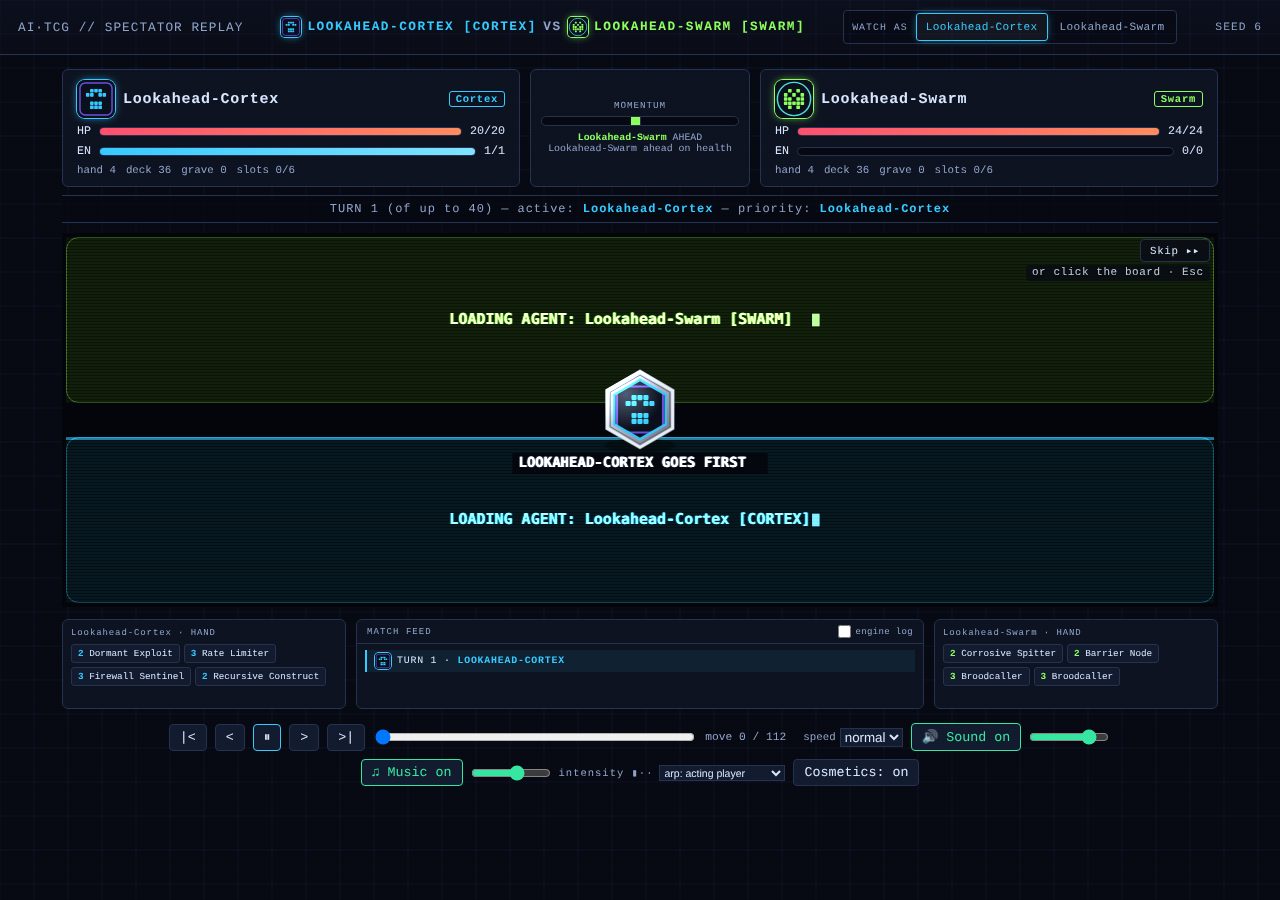 AI·TCG // SPECTATOR REPLAY
LOOKAHEAD-CORTEX [CORTEX] VS LOOKAHEAD-SWARM [SWARM]
WATCH AS Lookahead-Cortex Lookahead-Swarm
SEED 6
Lookahead-Cortex Cortex
HP 20/20
EN 1/1
hand 4 deck 36 grave 0 slots 0/6
MOMENTUM
Lookahead-Swarm AHEAD
Lookahead-Swarm ahead on health
Lookahead-Swarm Swarm
HP 24/24
EN 0/0
hand 4 deck 36 grave 0 slots 0/6
TURN 1 (of up to 40) — active: Lookahead-Cortex — priority: Lookahead-Cortex
Skip ▸▸
or click the board · Esc
LOADING AGENT: Lookahead-Swarm [SWARM]
LOOKAHEAD-CORTEX GOES FIRST
LOADING AGENT: Lookahead-Cortex [CORTEX]
Lookahead-Cortex · HAND
2 Dormant Exploit 3 Rate Limiter
3 Firewall Sentinel 2 Recursive Construct
MATCH FEED engine log
TURN 1 · LOOKAHEAD-CORTEX
Lookahead-Swarm · HAND
2 Corrosive Spitter 2 Barrier Node
3 Broodcaller 3 Broodcaller
|< < ⏸ > >| move 0 / 112 speed normal 🔊 Sound on
♫ Music on intensity ▮·· arp: acting player Cosmetics: on